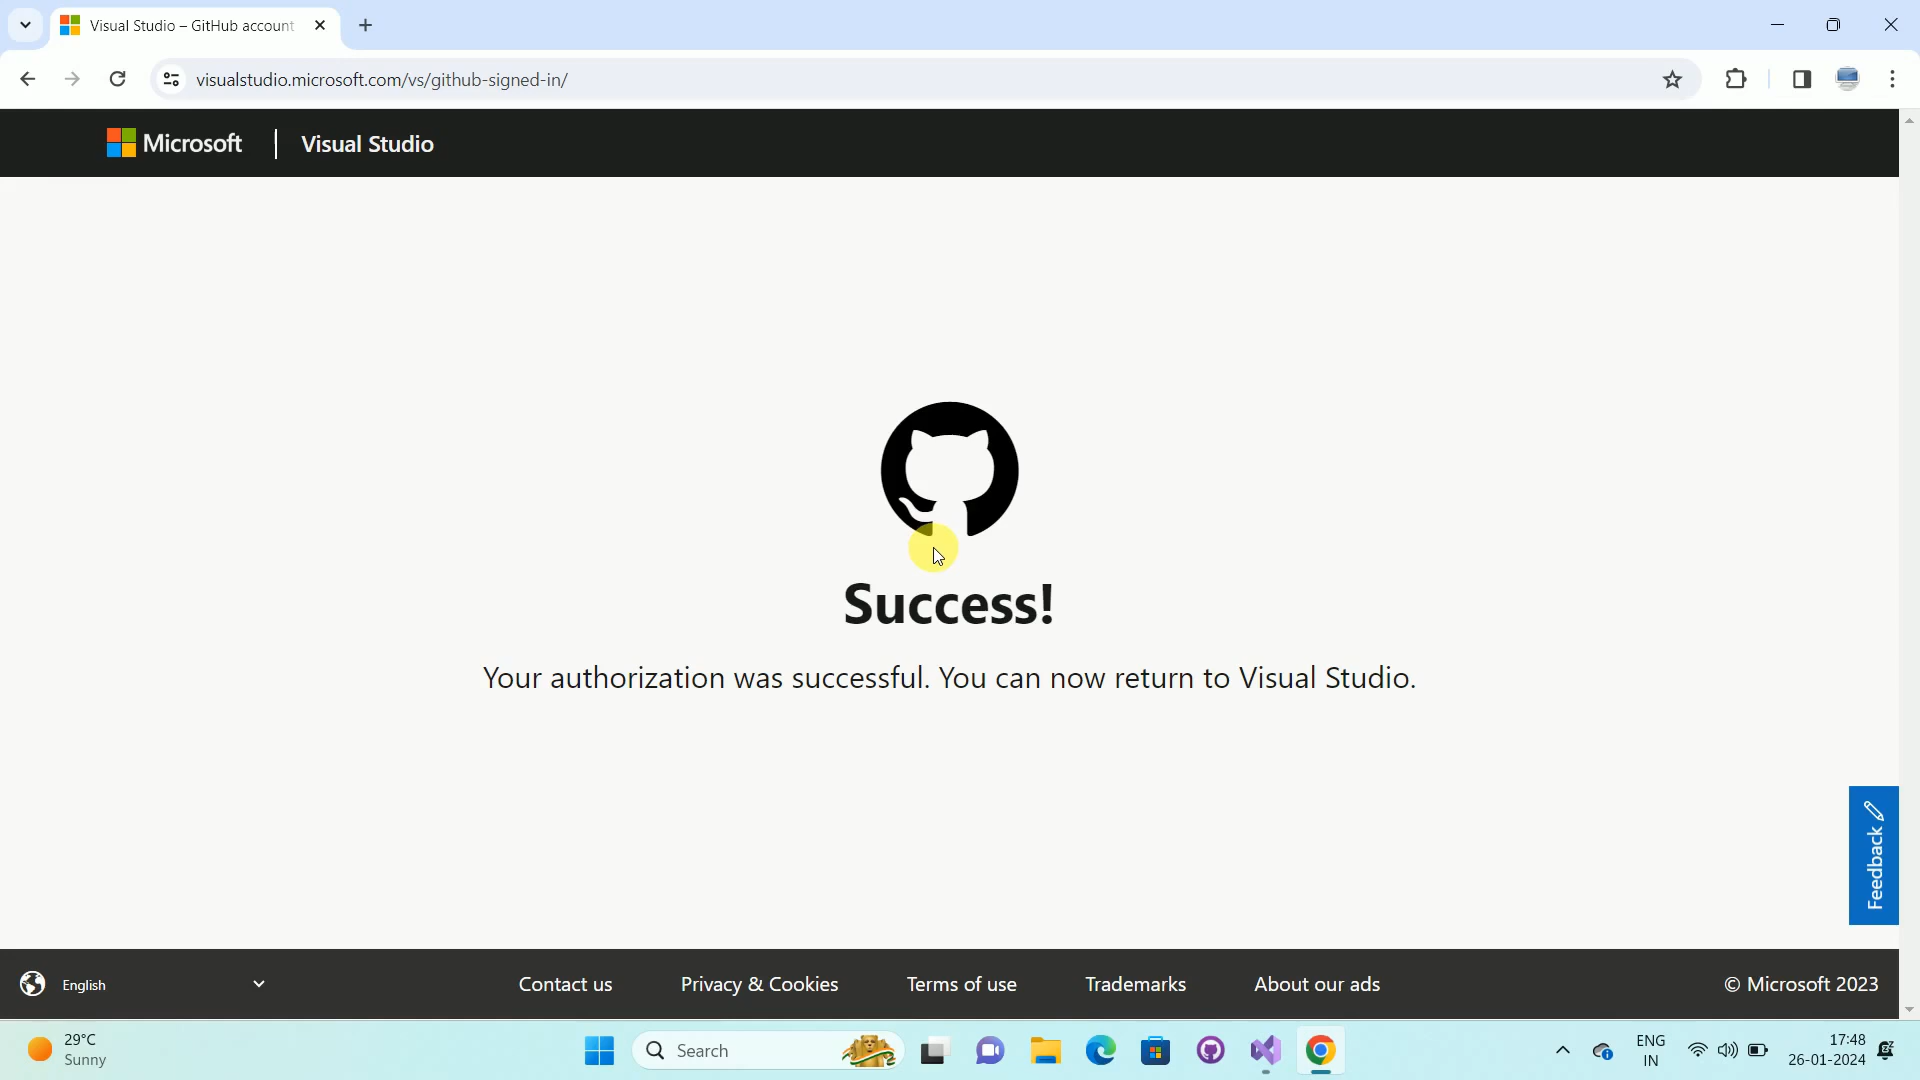 Visual Studio – GitHub account
visualstudio.microsoft.com/vs/github-signed-in/
Microsoft | Visual Studio
Success!
Your authorization was successful. You can now return to Visual Studio.
Feedback
English
Contact us
Privacy & Cookies
Terms of use
Trademarks
About our ads
© Microsoft 2023
29°C
Sunny
Search
ENG
IN
17:48
26-01-2024